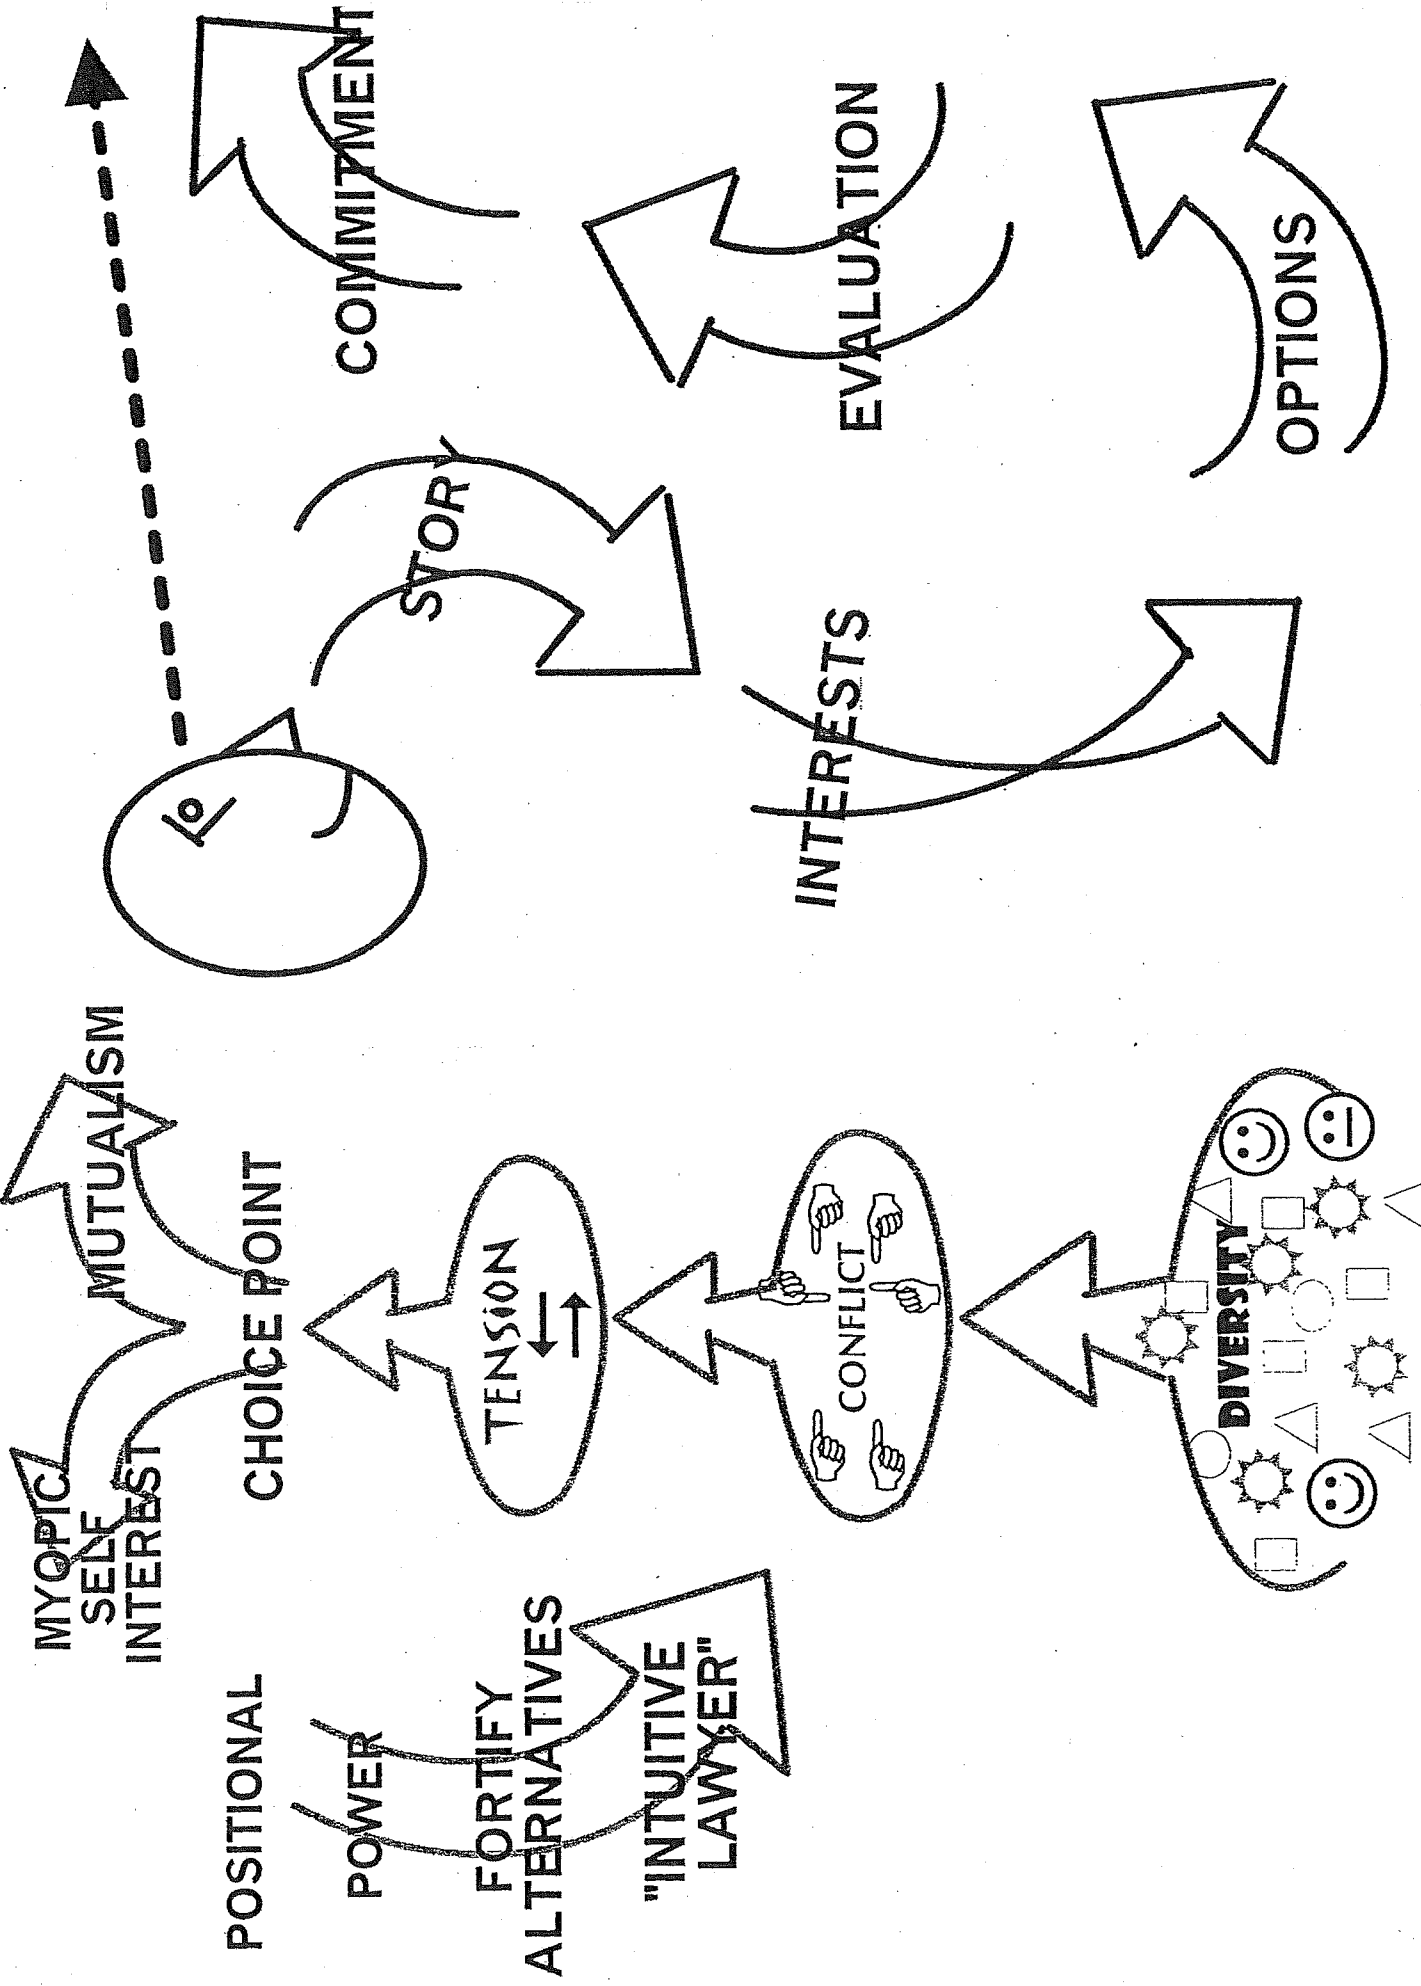 MYOPIC
SELF
INTEREST
MUTUALISM
CHOICE POINT
TENSION
CONFLICT
DIVERSITY
POSITIONAL
POWER
FORTIFY
ALTERNATIVES
"INTUITIVE
LAWYER"
STORY
INTERESTS
OPTIONS
EVALUATION
COMMITMENT